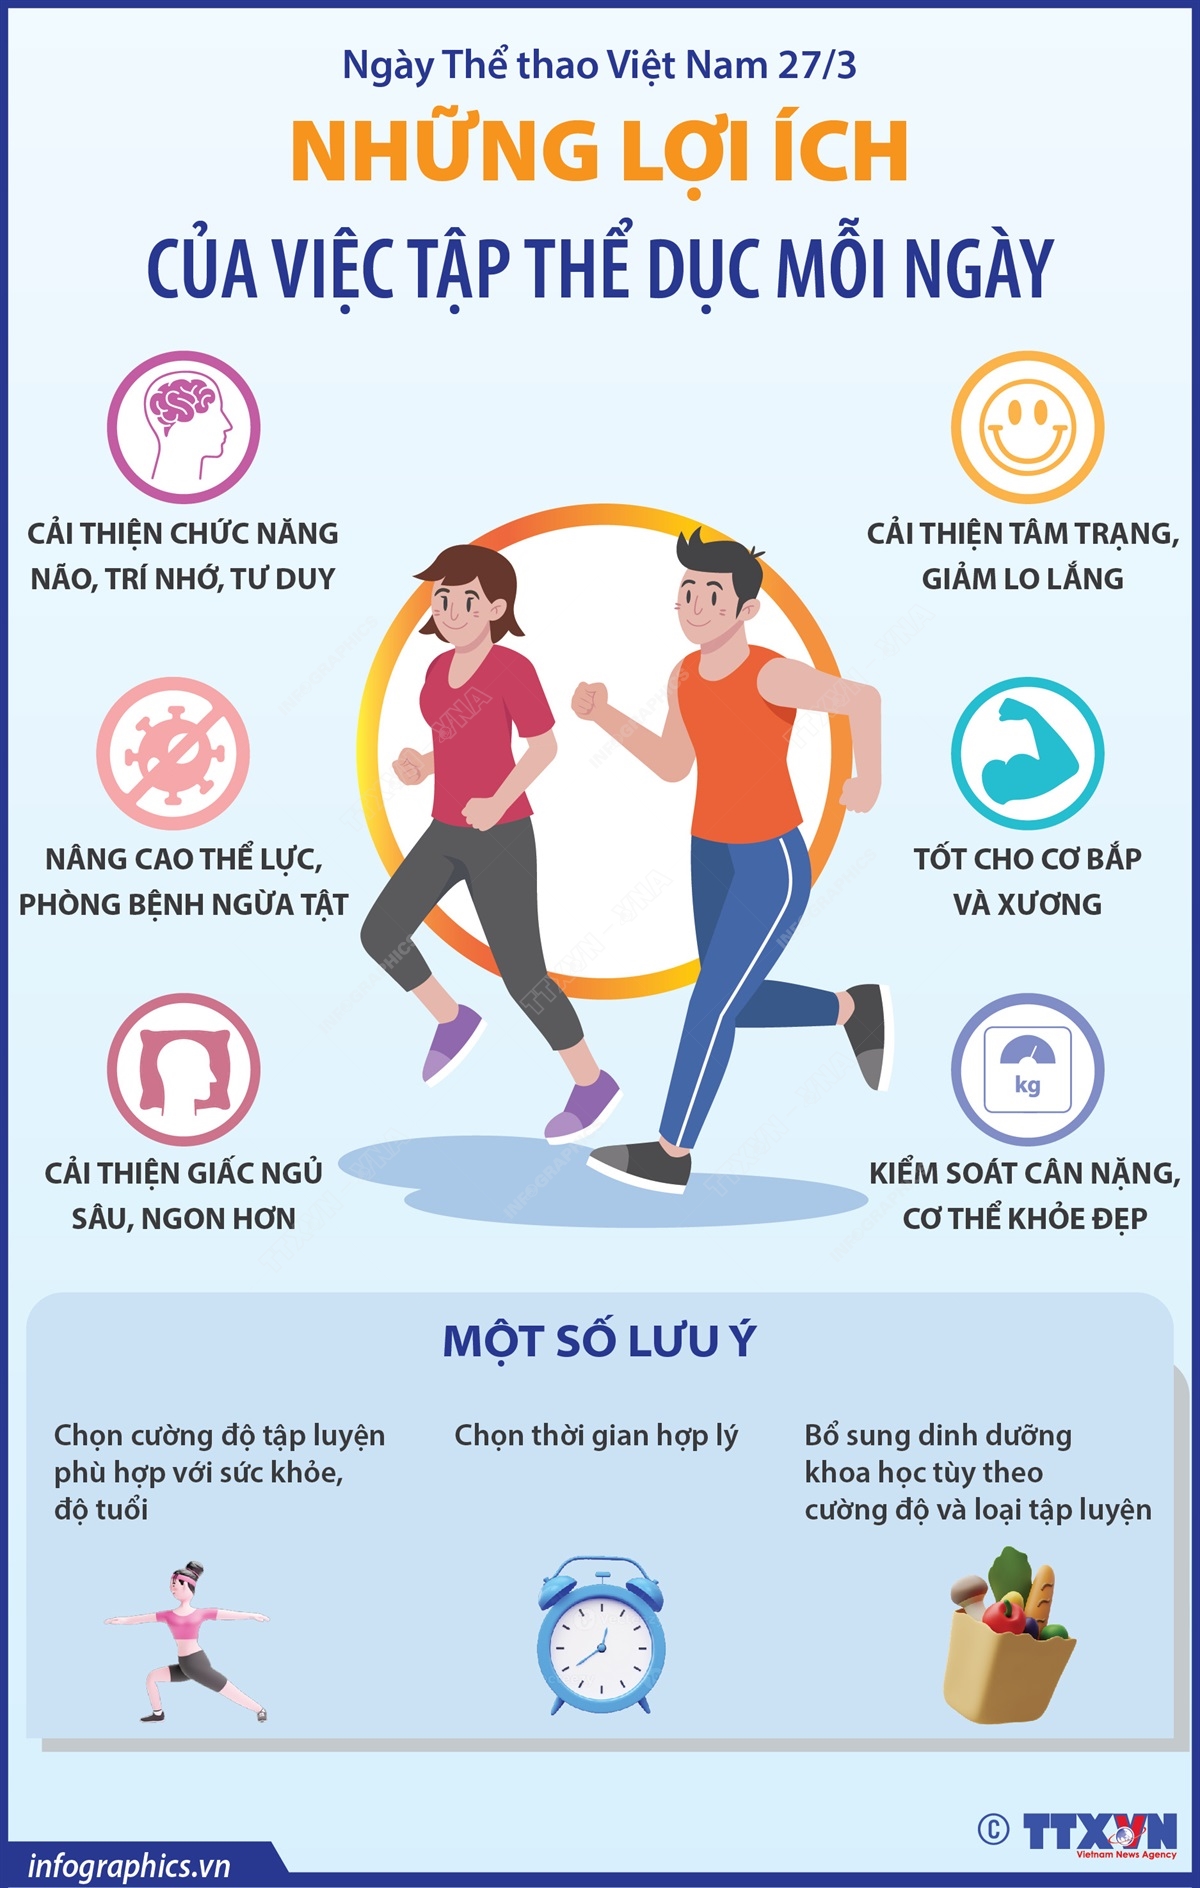 Ngày Thể thao Việt Nam 27/3
NHỮNG LỢI ÍCH
CỦA VIỆC TẬP THỂ DỤC MỖI NGÀY
CẢI THIỆN CHỨC NĂNG
NÃO, TRÍ NHỚ, TƯ DUY
CẢI THIỆN TÂM TRẠNG,
GIẢM LO LẮNG
NÂNG CAO THỂ LỰC,
PHÒNG BỆNH NGỪA TẬT
TỐT CHO CƠ BẮP
VÀ XƯƠNG
CẢI THIỆN GIẤC NGỦ
SÂU, NGON HƠN
kg
KIỂM SOÁT CÂN NẶNG,
CƠ THỂ KHỎE ĐẸP
MỘT SỐ LƯU Ý
Chọn cường độ tập luyện
phù hợp với sức khỏe,
độ tuổi
Chọn thời gian hợp lý
Bổ sung dinh dưỡng
khoa học tùy theo
cường độ và loại tập luyện
infographics.vn
© TTXVN
Vietnam News Agency